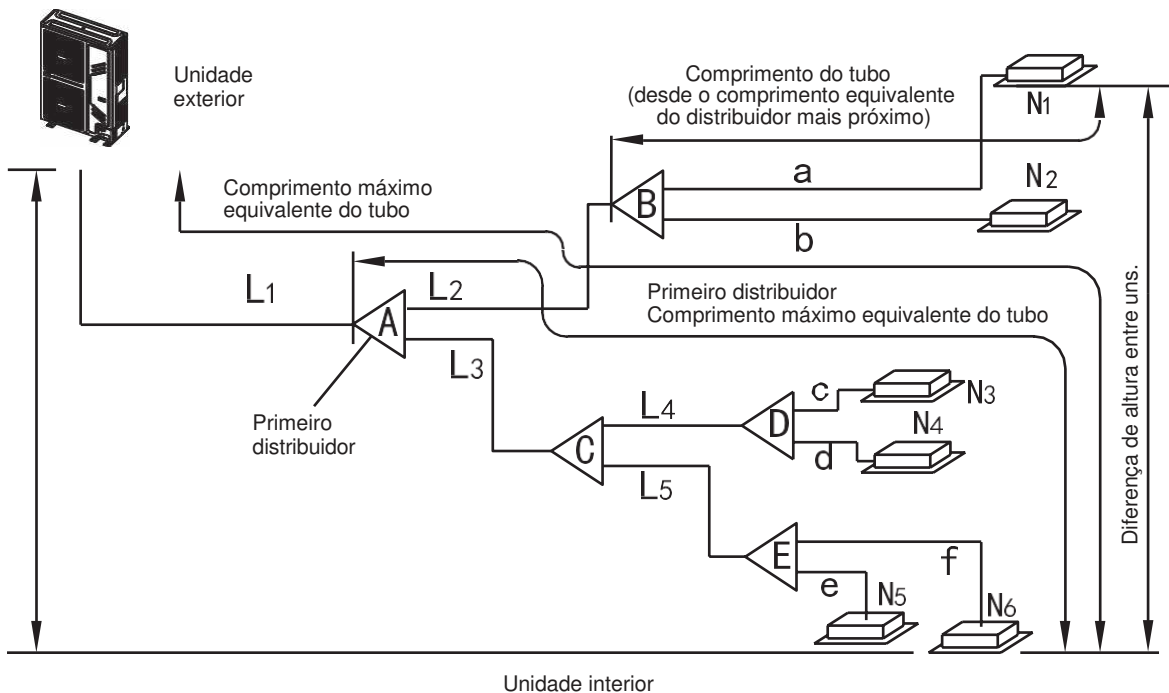 Unidade
exterior
Comprimento do tubo
(desde o comprimento equivalente
do distribuidor mais próximo)
N1
a
N2
Comprimento máximo
equivalente do tubo
B
b
L1
L2
Primeiro distribuidor
Comprimento máximo equivalente do tubo
A
L3
Diferença de altura entre uns.
Primeiro
distribuidor
L4
c
N3
D
N4
C
d
L5
E
f
e
N5
N6
Unidade interior